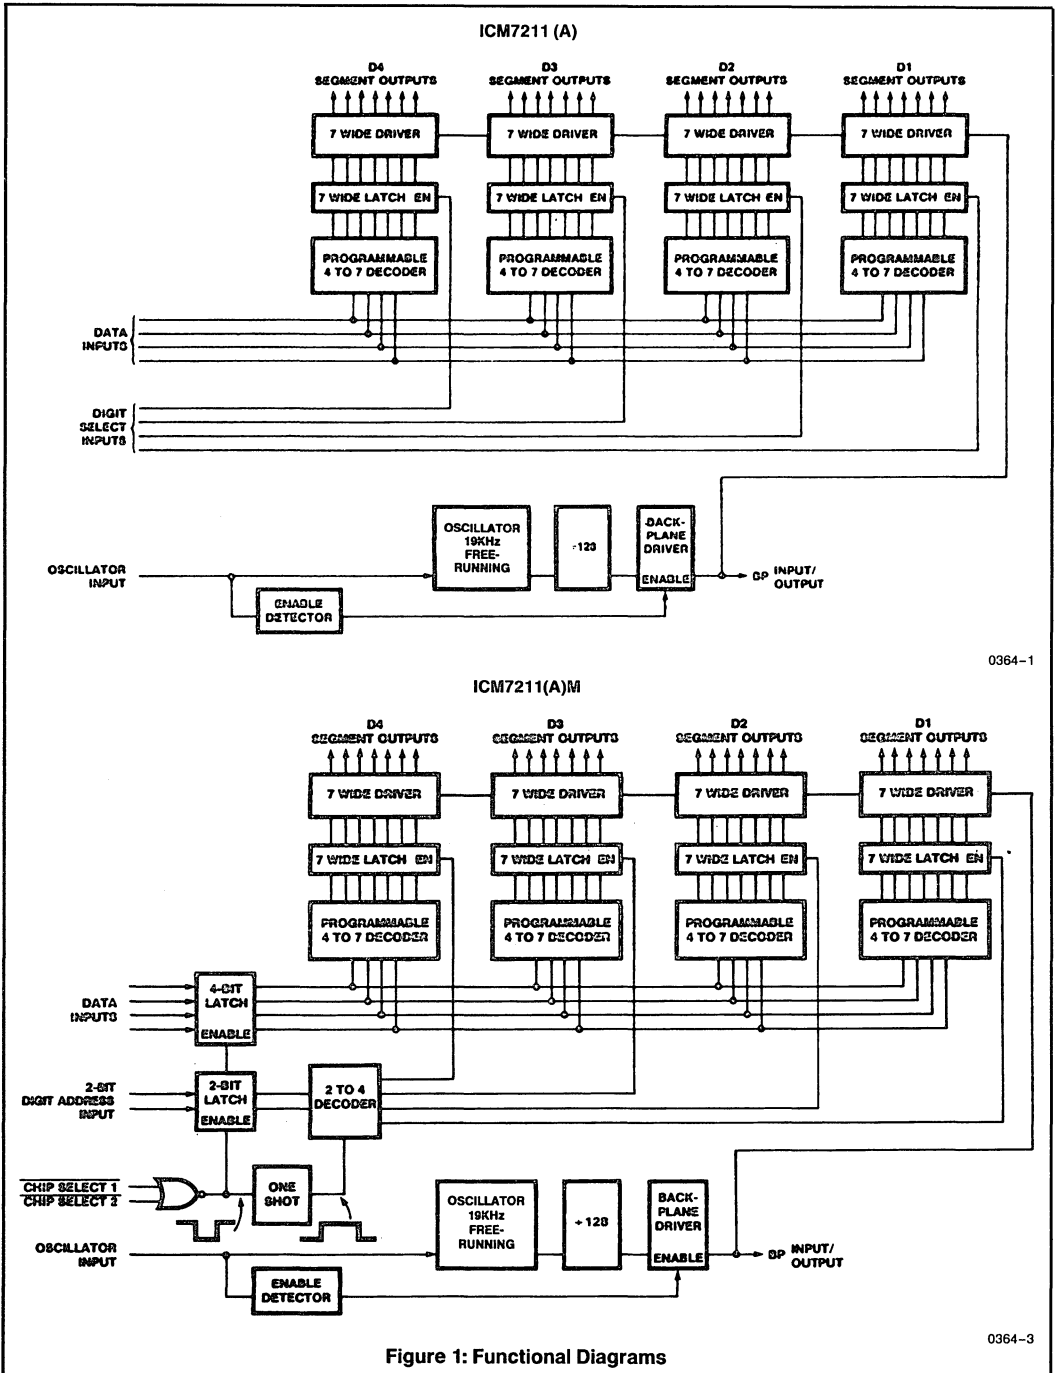 ICM7211 (A)
D4 D3 D2 D1
SEGMENT OUTPUTS SEGMENT OUTPUTS SEGMENT OUTPUTS SEGMENT OUTPUTS
7 WIDE DRIVER 7 WIDE DRIVER 7 WIDE DRIVER 7 WIDE DRIVER
7 WIDE LATCH EN 7 WIDE LATCH EN 7 WIDE LATCH EN 7 WIDE LATCH EN
PROGRAMMABLE PROGRAMMABLE PROGRAMMABLE PROGRAMMABLE
4 TO 7 DECODER 4 TO 7 DECODER 4 TO 7 DECODER 4 TO 7 DECODER
DATA
INPUTS
DIGIT
SELECT
INPUTS
OSCILLATOR
INPUT
OSCILLATOR
19KHz
FREE-
RUNNING
÷128
BACK-
PLANE
DRIVER
ENABLE
BP INPUT/
OUTPUT
ENABLE
DETECTOR
0364-1
ICM7211(A)M
D4 D3 D2 D1
SEGMENT OUTPUTS SEGMENT OUTPUTS SEGMENT OUTPUTS SEGMENT OUTPUTS
7 WIDE DRIVER 7 WIDE DRIVER 7 WIDE DRIVER 7 WIDE DRIVER
7 WIDE LATCH EN 7 WIDE LATCH EN 7 WIDE LATCH EN 7 WIDE LATCH EN
PROGRAMMABLE PROGRAMMABLE PROGRAMMABLE PROGRAMMABLE
4 TO 7 DECODER 4 TO 7 DECODER 4 TO 7 DECODER 4 TO 7 DECODER
DATA
INPUTS
4-BIT
LATCH
ENABLE
2-BIT
DIGIT ADDRESS
INPUT
2-BIT
LATCH
ENABLE
2 TO 4
DECODER
CHIP SELECT 1
CHIP SELECT 2
ONE
SHOT
OSCILLATOR
INPUT
OSCILLATOR
19KHz
FREE-
RUNNING
÷128
BACK-
PLANE
DRIVER
ENABLE
BP INPUT/
OUTPUT
ENABLE
DETECTOR
0364-3
Figure 1: Functional Diagrams